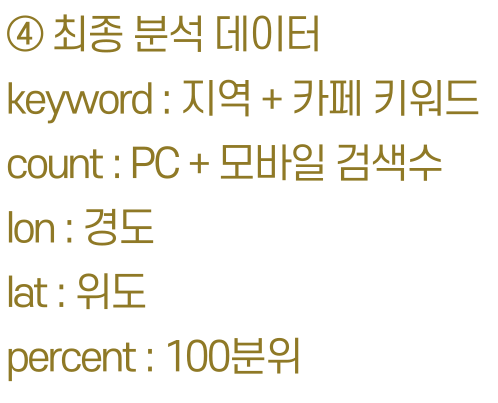 ④ 최종 분석 데이터
keyword : 지역 + 카페 키워드
count : PC + 모바일 검색수
lon : 경도
lat : 위도
percent : 100분위